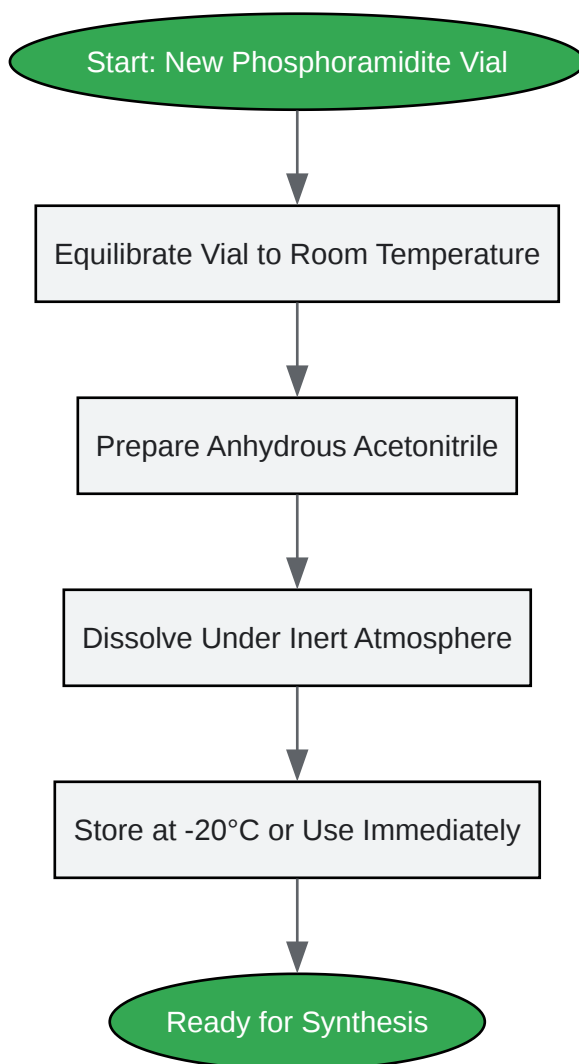 Start: New Phosphoramidite Vial
Equilibrate Vial to Room Temperature
Prepare Anhydrous Acetonitrile
Dissolve Under Inert Atmosphere
Store at -20°C or Use Immediately
Ready for Synthesis